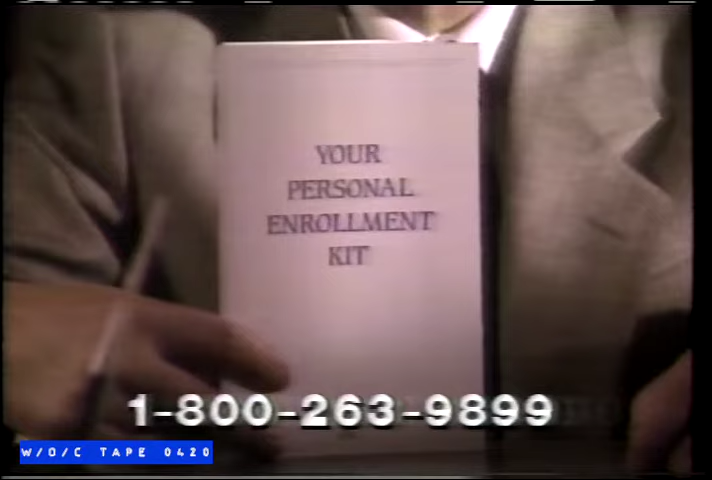 YOUR
PERSONAL
ENROLLMENT
KIT
1-800-263-9899
W/O/C TAPE 0420